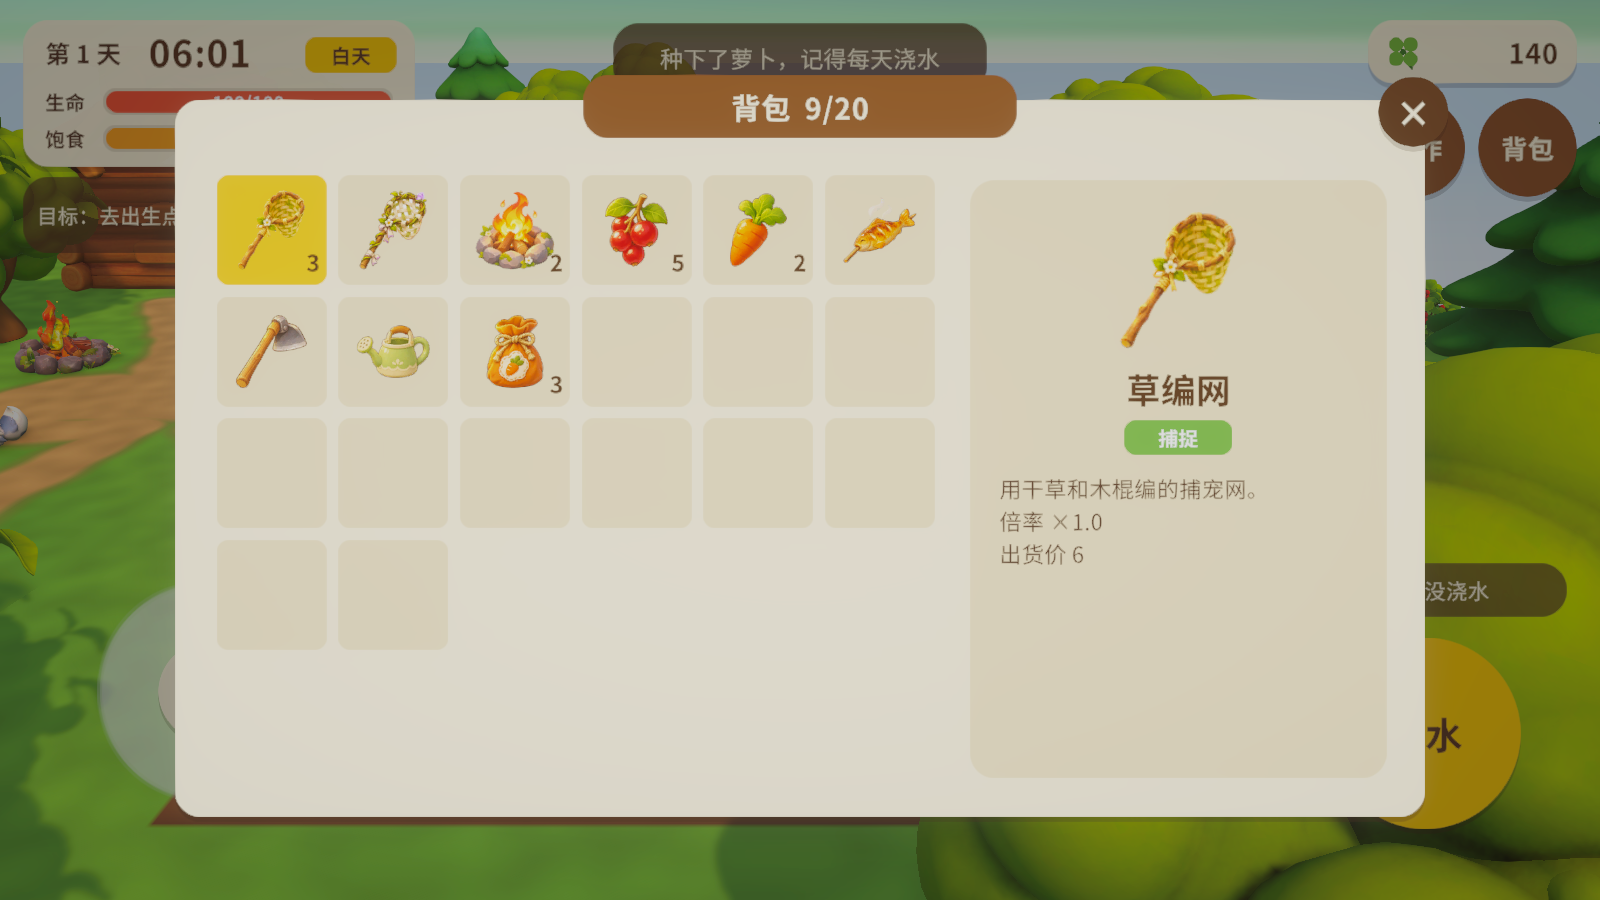 第 1 天 06:01 白天
种下了萝卜，记得每天浇水
140
生命
饱食
背包 9/20
背包
目标：去出生点
3
2
5
2
3
草编网
捕捉
用干草和木棍编的捕宠网。
倍率 ×1.0
出货价 6
没浇水
水